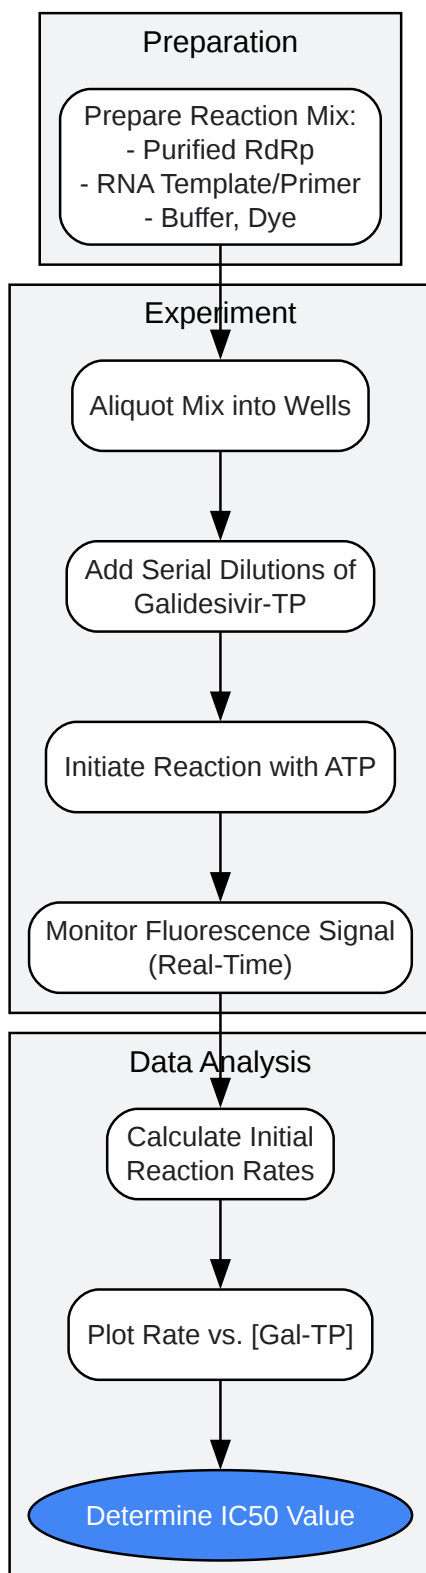 Preparation
Prepare Reaction Mix:
- Purified RdRp
- RNA Template/Primer
- Buffer, Dye
Experiment
Aliquot Mix into Wells
Add Serial Dilutions of
Galidesivir-TP
Initiate Reaction with ATP
Monitor Fluorescence Signal
(Real-Time)
Data Analysis
Calculate Initial
Reaction Rates
Plot Rate vs. [Gal-TP]
Determine IC50 Value